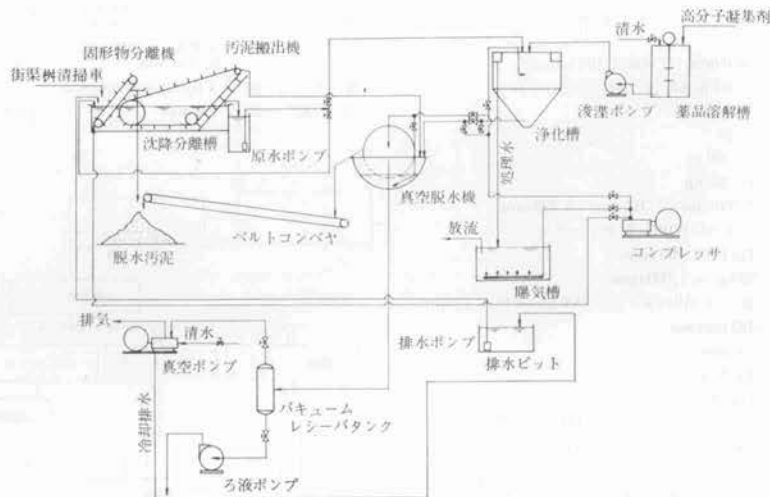 高分子凝集剤
清水
汚泥搬出機
固形物分離機
街渠桝清掃車
浚渫ポンプ
薬品溶解槽
浄化槽
沈降分離槽
原水ポンプ
処理水
真空脱水機
ベルトコンベヤ
放流
コンプレッサ
脱水汚泥
曝気槽
排気
清水
排水ポンプ
排水ピット
真空ポンプ
冷却排水
バキューム
レシーバタンク
ろ液ポンプ